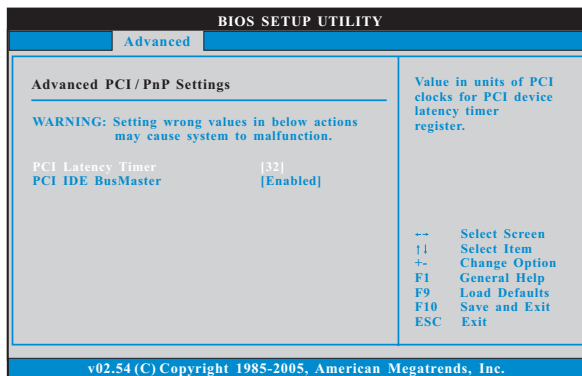 BIOS SETUP UTILITY
Advanced
Advanced PCI / PnP Settings
WARNING: Setting wrong values in below actions
may cause system to malfunction.
PCI Latency Timer [32]
PCI IDE BusMaster [Enabled]
Value in units of PCI
clocks for PCI device
latency timer
register.
←→ Select Screen
↑↓ Select Item
+- Change Option
F1 General Help
F9 Load Defaults
F10 Save and Exit
ESC Exit
v02.54 (C) Copyright 1985-2005, American Megatrends, Inc.